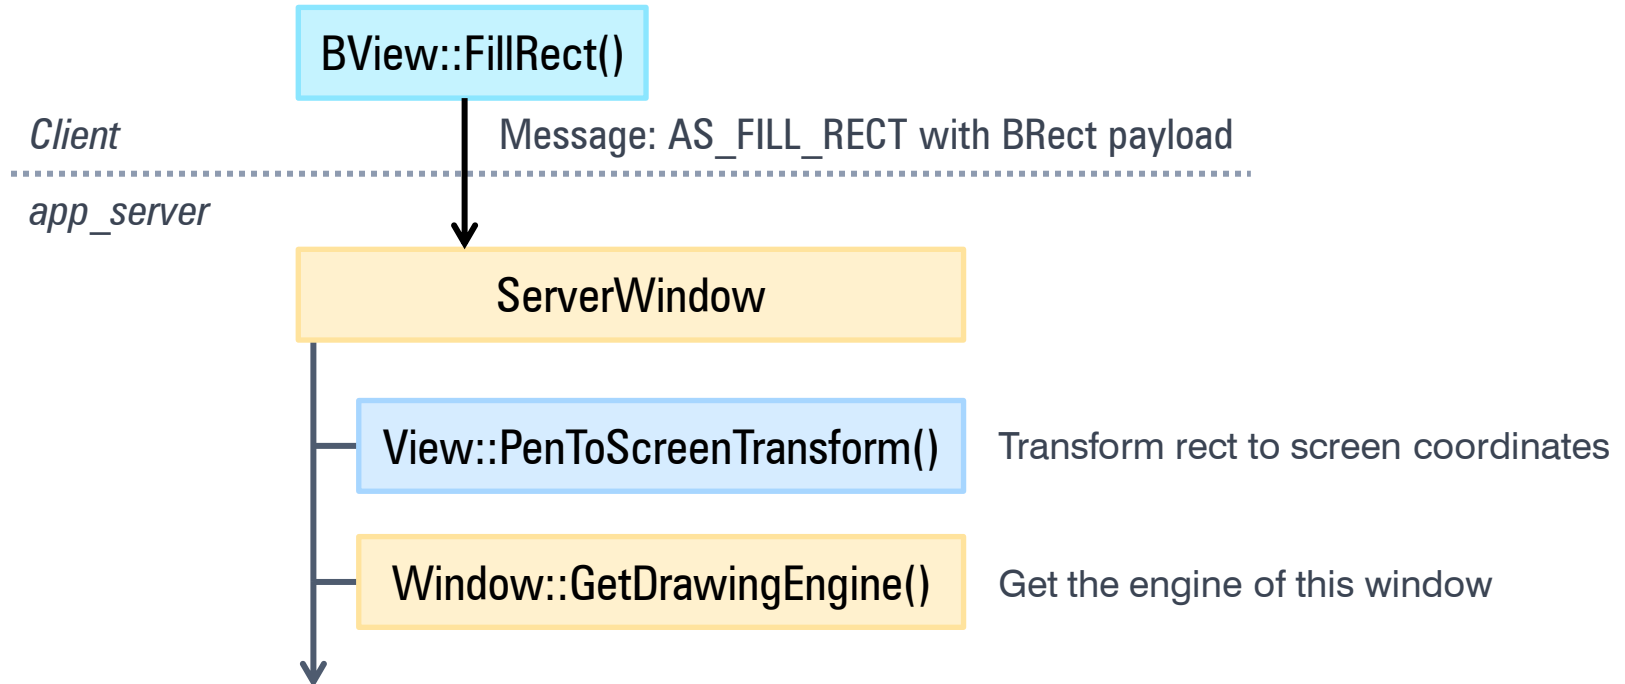 BView::FillRect()
Client
Message: AS_FILL_RECT with BRect payload
app_server
ServerWindow
View::PenToScreenTransform()
Transform rect to screen coordinates
Window::GetDrawingEngine()
Get the engine of this window